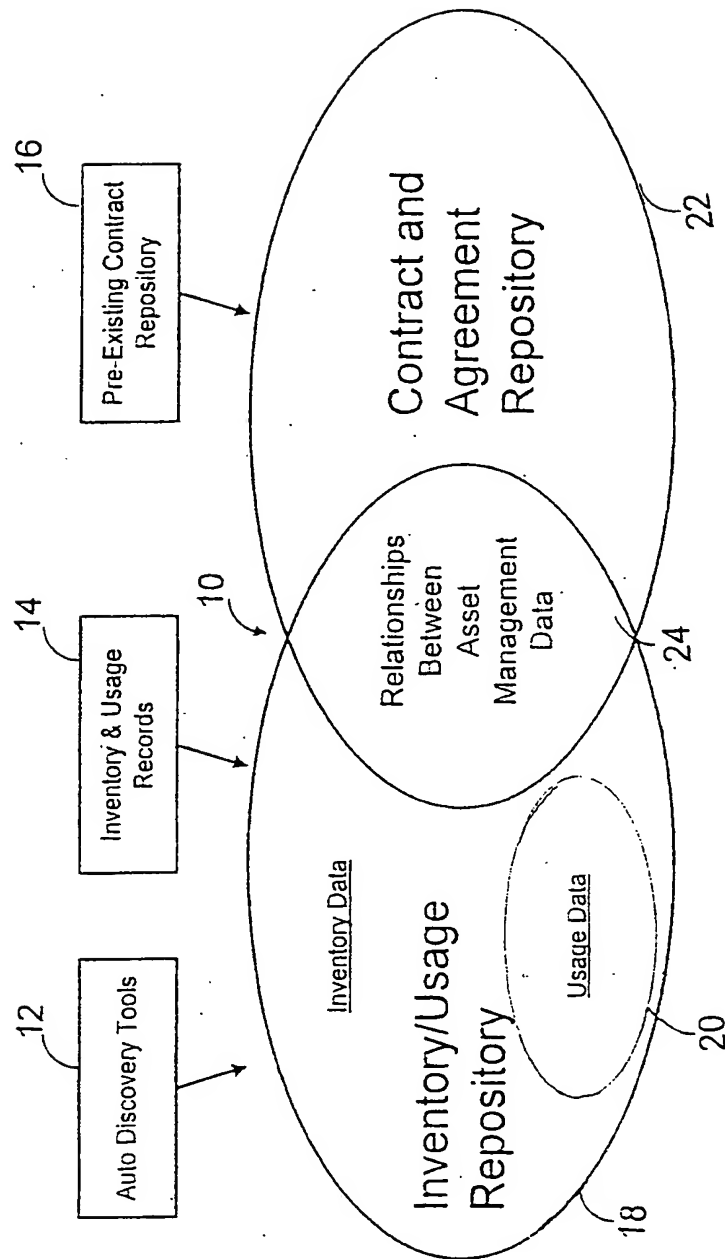 12
Auto Discovery Tools
14
Inventory & Usage
Records
16
Pre-Existing Contract
Repository
10
Inventory Data
Inventory/Usage
Repository
Usage Data
20
18
Relationships
Between
Asset
Management
Data
24
Contract and
Agreement
Repository
22